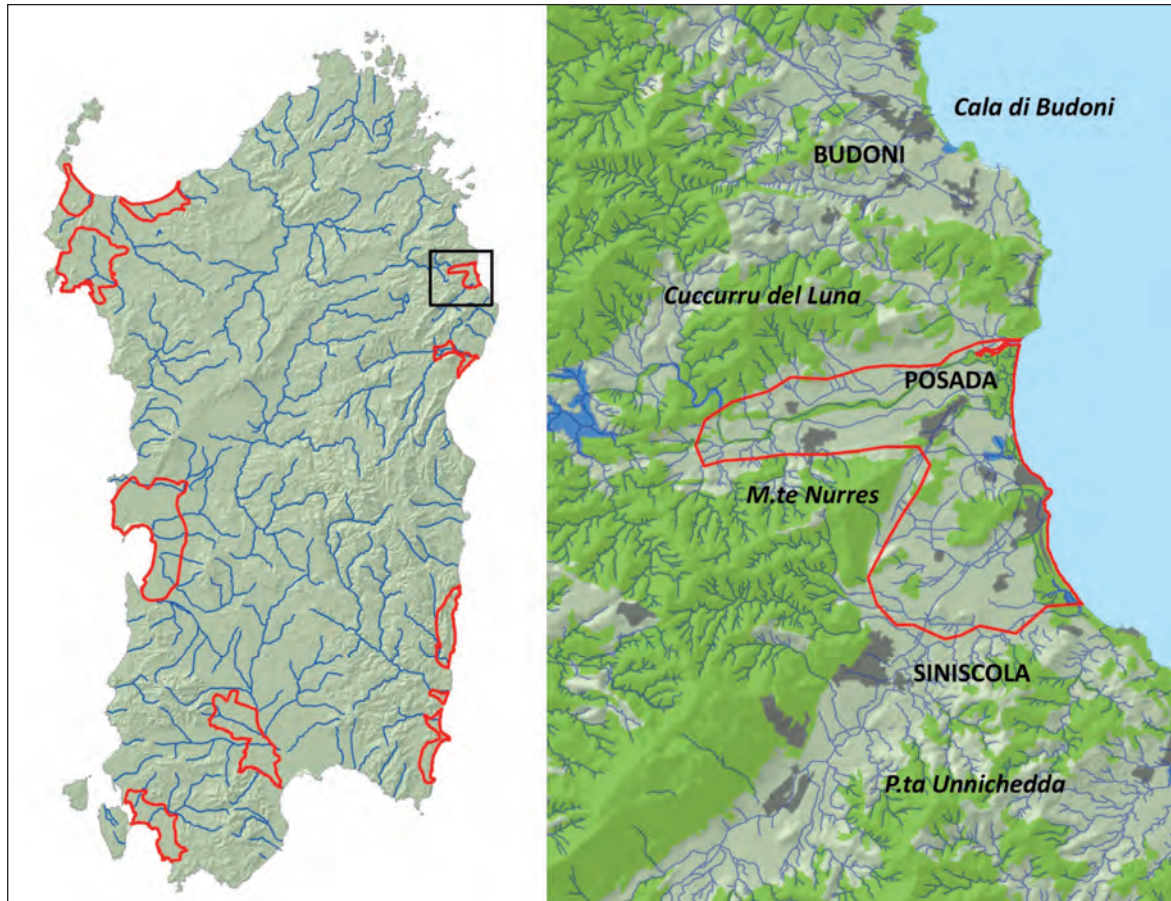 Cala di Budoni
BUDONI
Cuccurru del Luna
POSADA
M.te Nurres
SINISCOLA
P.ta Unnichedda